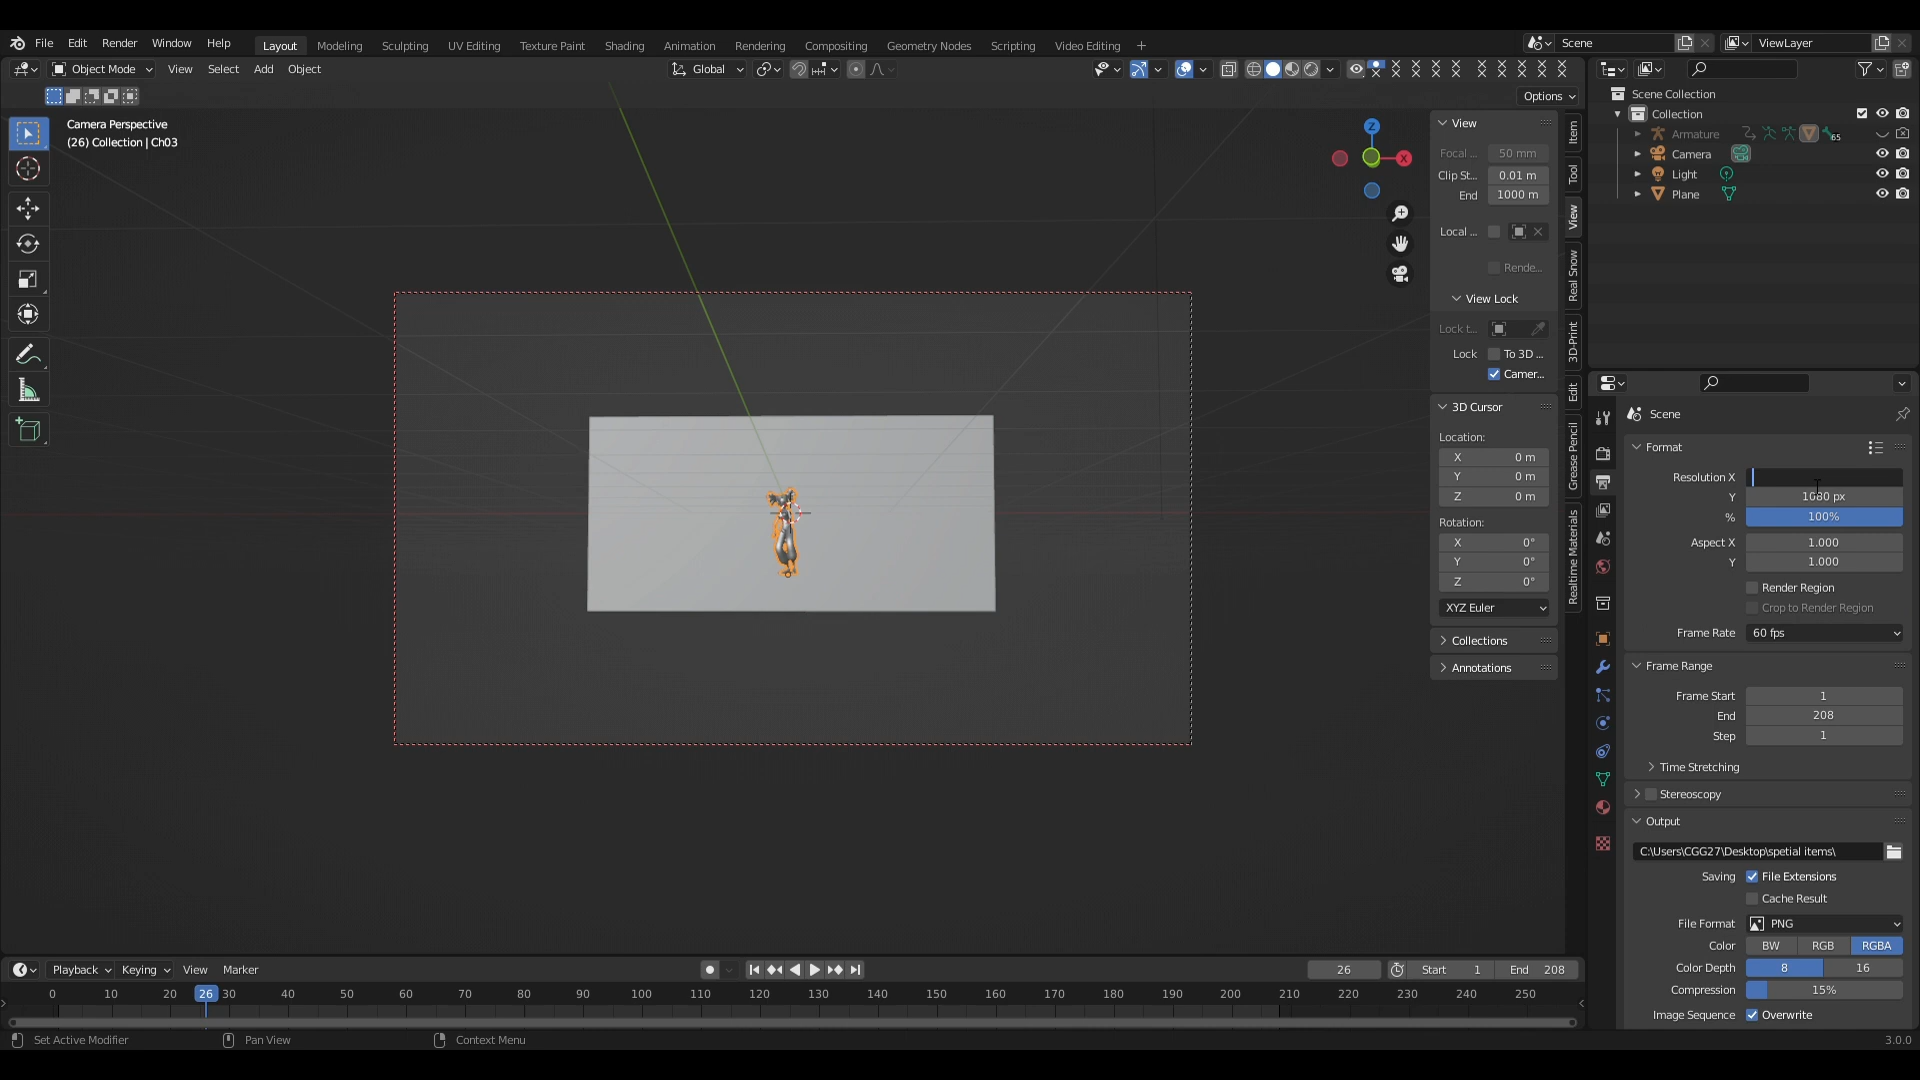 File Edit Render Window Help Layout Modeling Sculpting UV Editing Texture Paint Shading Animation Rendering Compositing Geometry Nodes Scripting Video Editing + Scene ViewLayer
Object Mode View Select Add Object Global
Options
Camera Perspective
(26) Collection | Ch03
Z
X
View
Focal ... 50 mm
Clip St... 0.01 m
End 1000 m
Local ...
Rende...
View Lock
Lock t...
Lock To 3D ...
Camer...
3D Cursor
Location:
X 0 m
Y 0 m
Z 0 m
Rotation:
X 0°
Y 0°
Z 0°
XYZ Euler
Collections
Annotations
Item
Tool
View
Real Snow
3D-Print
Edit
Grease Pencil
Realtime Materials
Scene Collection
Collection
Armature 65
Camera
Light
Plane
Scene
Format
Resolution X
Y 1080 px
% 100%
Aspect X 1.000
Y 1.000
Render Region
Crop to Render Region
Frame Rate 60 fps
Frame Range
Frame Start 1
End 208
Step 1
Time Stretching
Stereoscopy
Output
C:\Users\CGG27\Desktop\spetial items\
Saving File Extensions
Cache Result
File Format PNG
Color BW RGB RGBA
Color Depth 8 16
Compression 15%
Image Sequence Overwrite
Playback Keying View Marker 26 Start 1 End 208
0 10 20 26 30 40 50 60 70 80 90 100 110 120 130 140 150 160 170 180 190 200 210 220 230 240 250
Set Active Modifier Pan View Context Menu 3.0.0